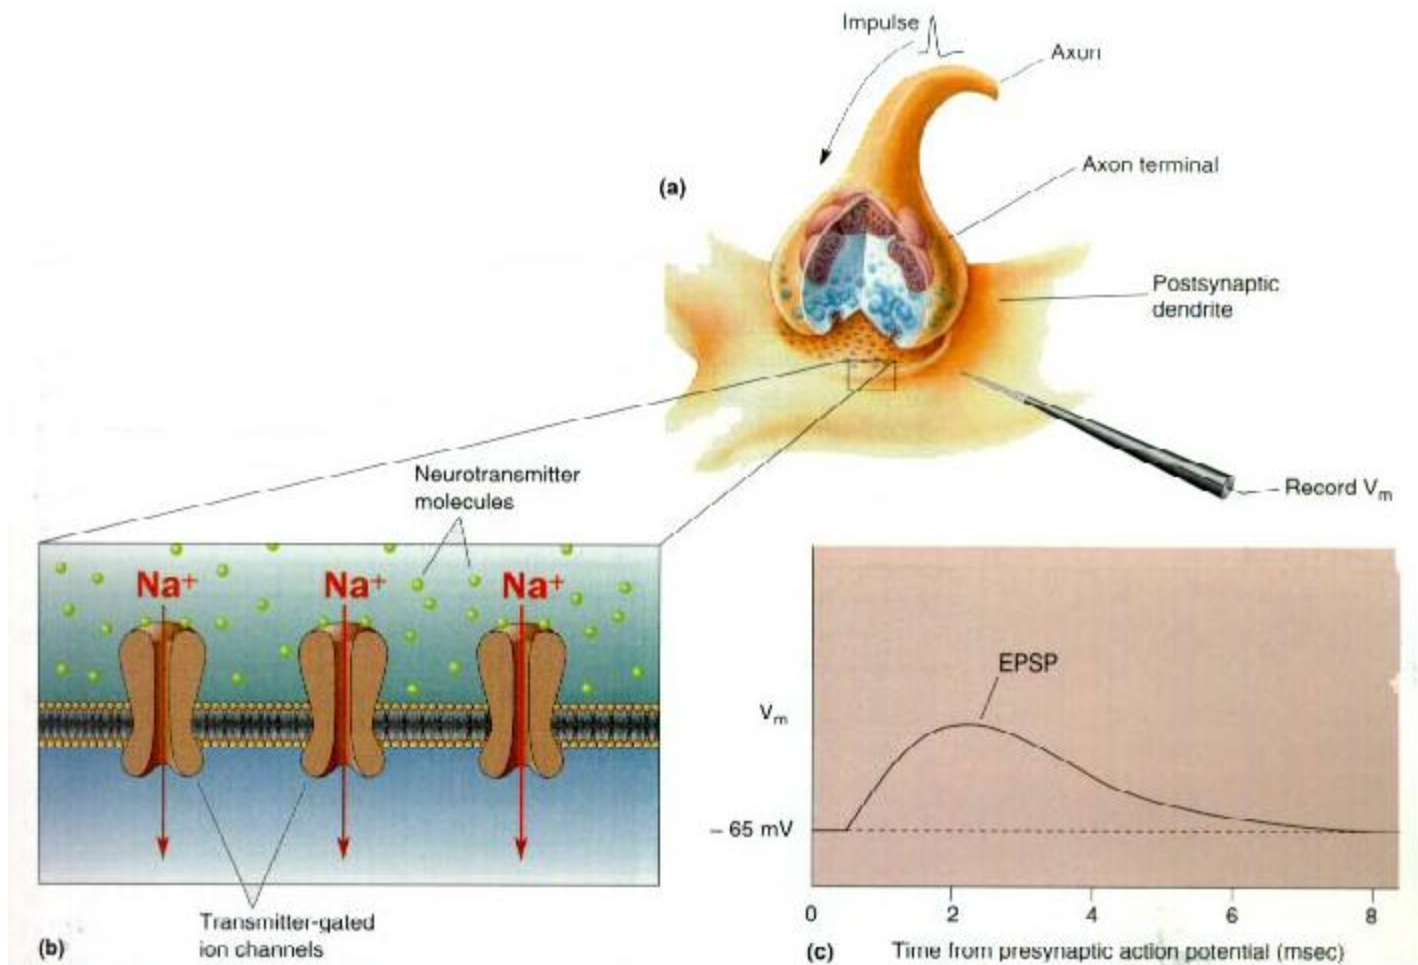 Impulse
Axon
Axon terminal
(a)
Postsynaptic
dendrite
Record Vm
Neurotransmitter
molecules
Na+ Na+ Na+
Transmitter-gated
ion channels
(b)
EPSP
Vm
– 65 mV
0 2 4 6 8
(c) Time from presynaptic action potential (msec)